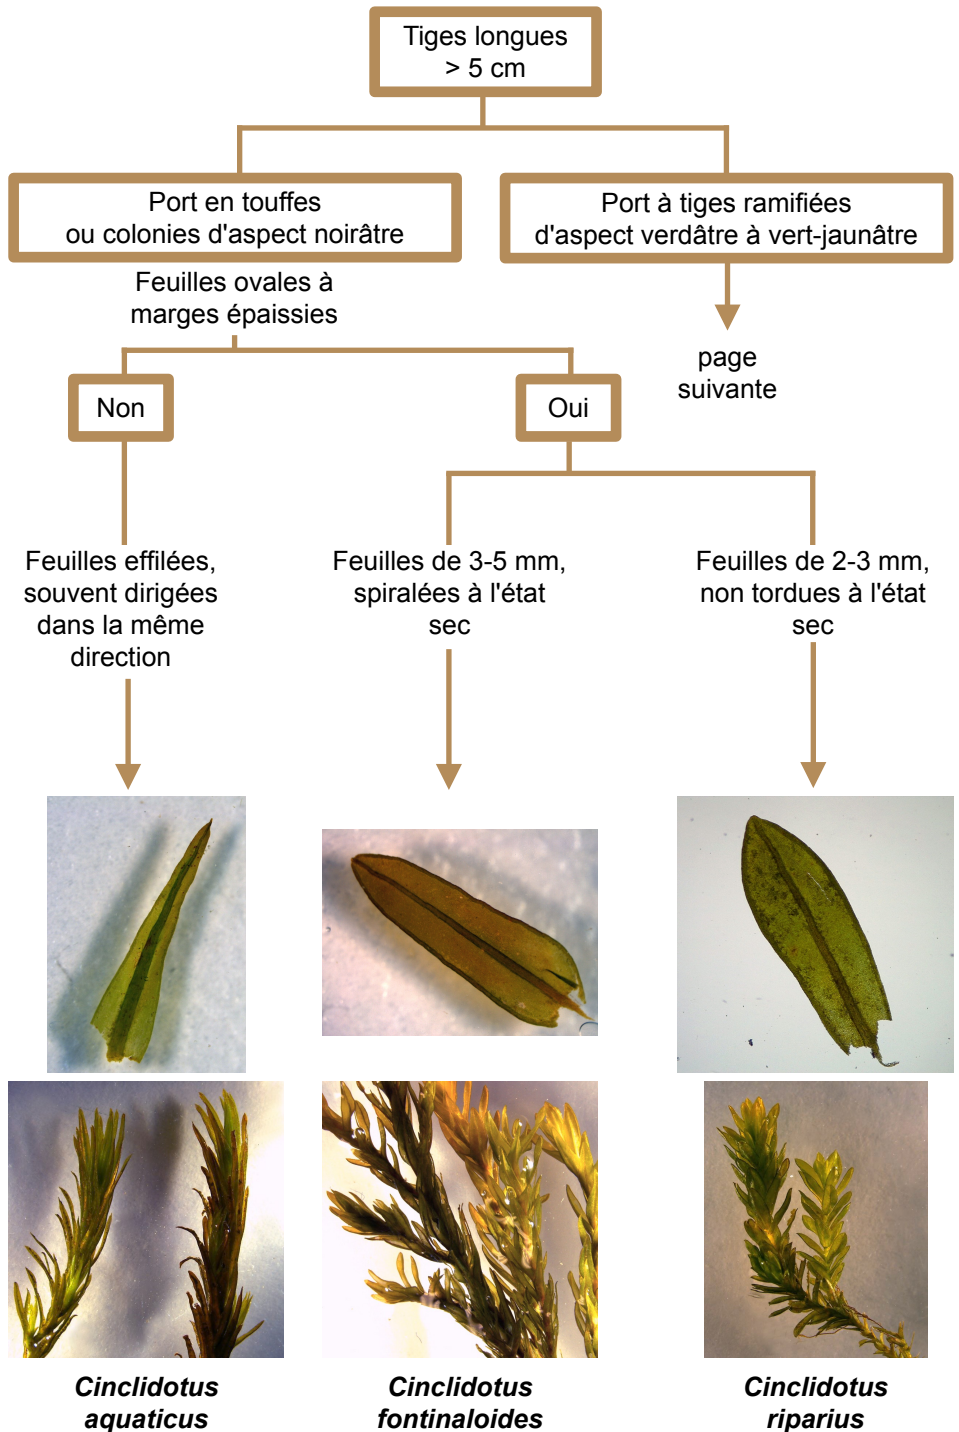 Tiges longues
> 5 cm
Port en touffes
ou colonies d'aspect noirâtre
Port à tiges ramifiées
d'aspect verdâtre à vert-jaunâtre
Feuilles ovales à
marges épaissies
page
suivante
Non
Oui
Feuilles effilées,
souvent dirigées
dans la même
direction
Feuilles de 3-5 mm,
spiralées à l'état
sec
Feuilles de 2-3 mm,
non tordues à l'état
sec
Cinclidotus
aquaticus
Cinclidotus
fontinaloides
Cinclidotus
riparius